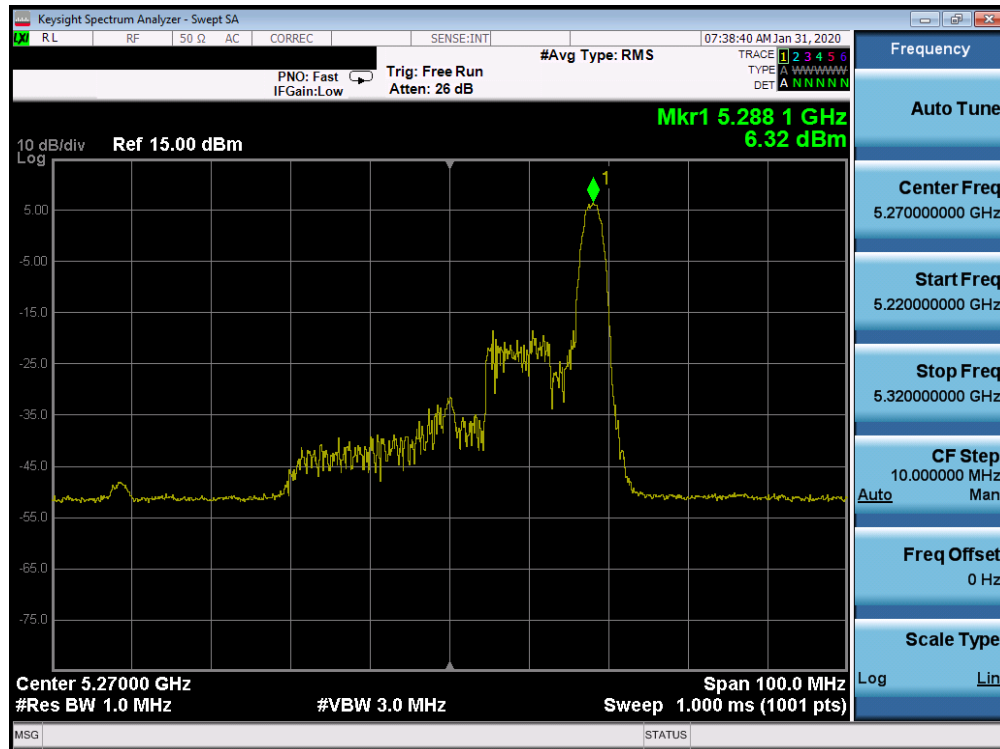 Keysight Spectrum Analyzer - Swept SA
LXI RL RF 50 Ω AC CORREC SENSE:INT 07:38:40 AM Jan 31, 2020
#Avg Type: RMS
TRACE 1 2 3 4 5 6
TYPE A WWWWW
DET A N N N N N
PNO: Fast
IFGain:Low
Trig: Free Run
Atten: 26 dB
Mkr1 5.288 1 GHz
6.32 dBm
10 dB/div
Log
Ref 15.00 dBm
1
5.00
-5.00
-15.0
-25.0
-35.0
-45.0
-55.0
-65.0
-75.0
Center 5.27000 GHz
Span 100.0 MHz
#Res BW 1.0 MHz
#VBW 3.0 MHz
Sweep 1.000 ms (1001 pts)
MSG
STATUS
Frequency
Auto Tune
Center Freq
5.270000000 GHz
Start Freq
5.220000000 GHz
Stop Freq
5.320000000 GHz
CF Step
10.000000 MHz
Auto Man
Freq Offset
0 Hz
Scale Type
Log Lin